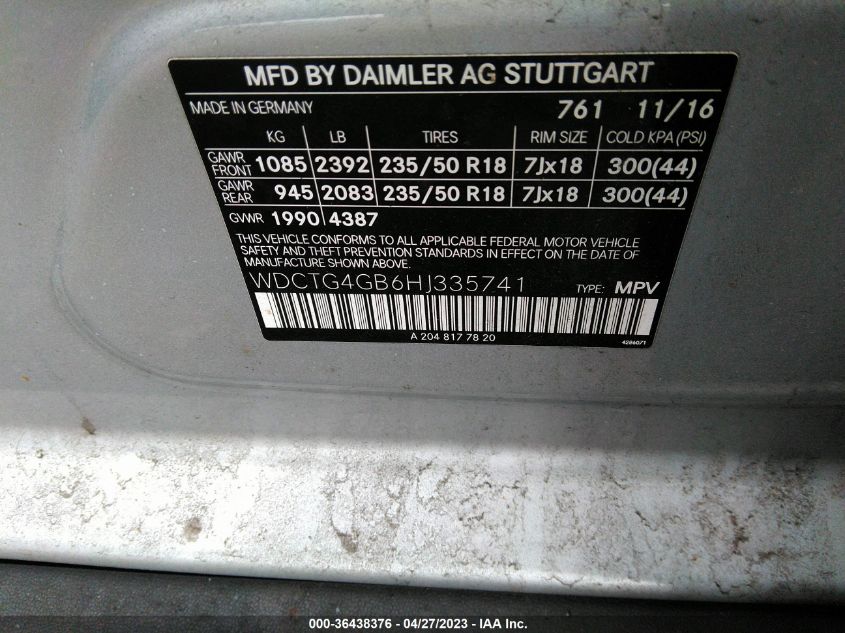 MFD BY DAIMLER AG STUTTGART
MADE IN GERMANY 761 11/16
KG LB TIRES RIM SIZE COLD KPA (PSI)
GAWR FRONT 1085 2392 235/50 R18 7Jx18 300(44)
GAWR REAR 945 2083 235/50 R18 7Jx18 300(44)
GVWR 1990 4387
THIS VEHICLE CONFORMS TO ALL APPLICABLE FEDERAL MOTOR VEHICLE
SAFETY AND THEFT PREVENTION STANDARDS IN EFFECT ON THE DATE OF
MANUFACTURE SHOWN ABOVE.
WDCTG4GB6HJ335741 TYPE: MPV
A 204 817 78 20 4286071
000-36438376 - 04/27/2023 - IAA Inc.